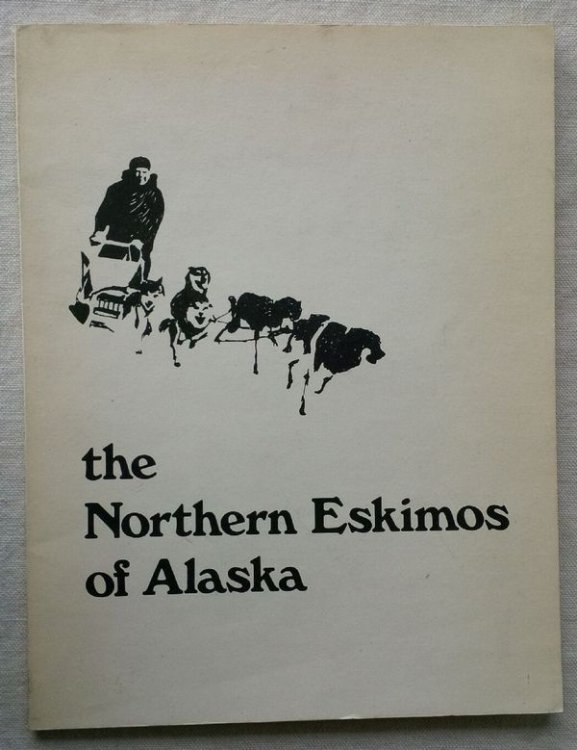 the
Northern Eskimos
of Alaska